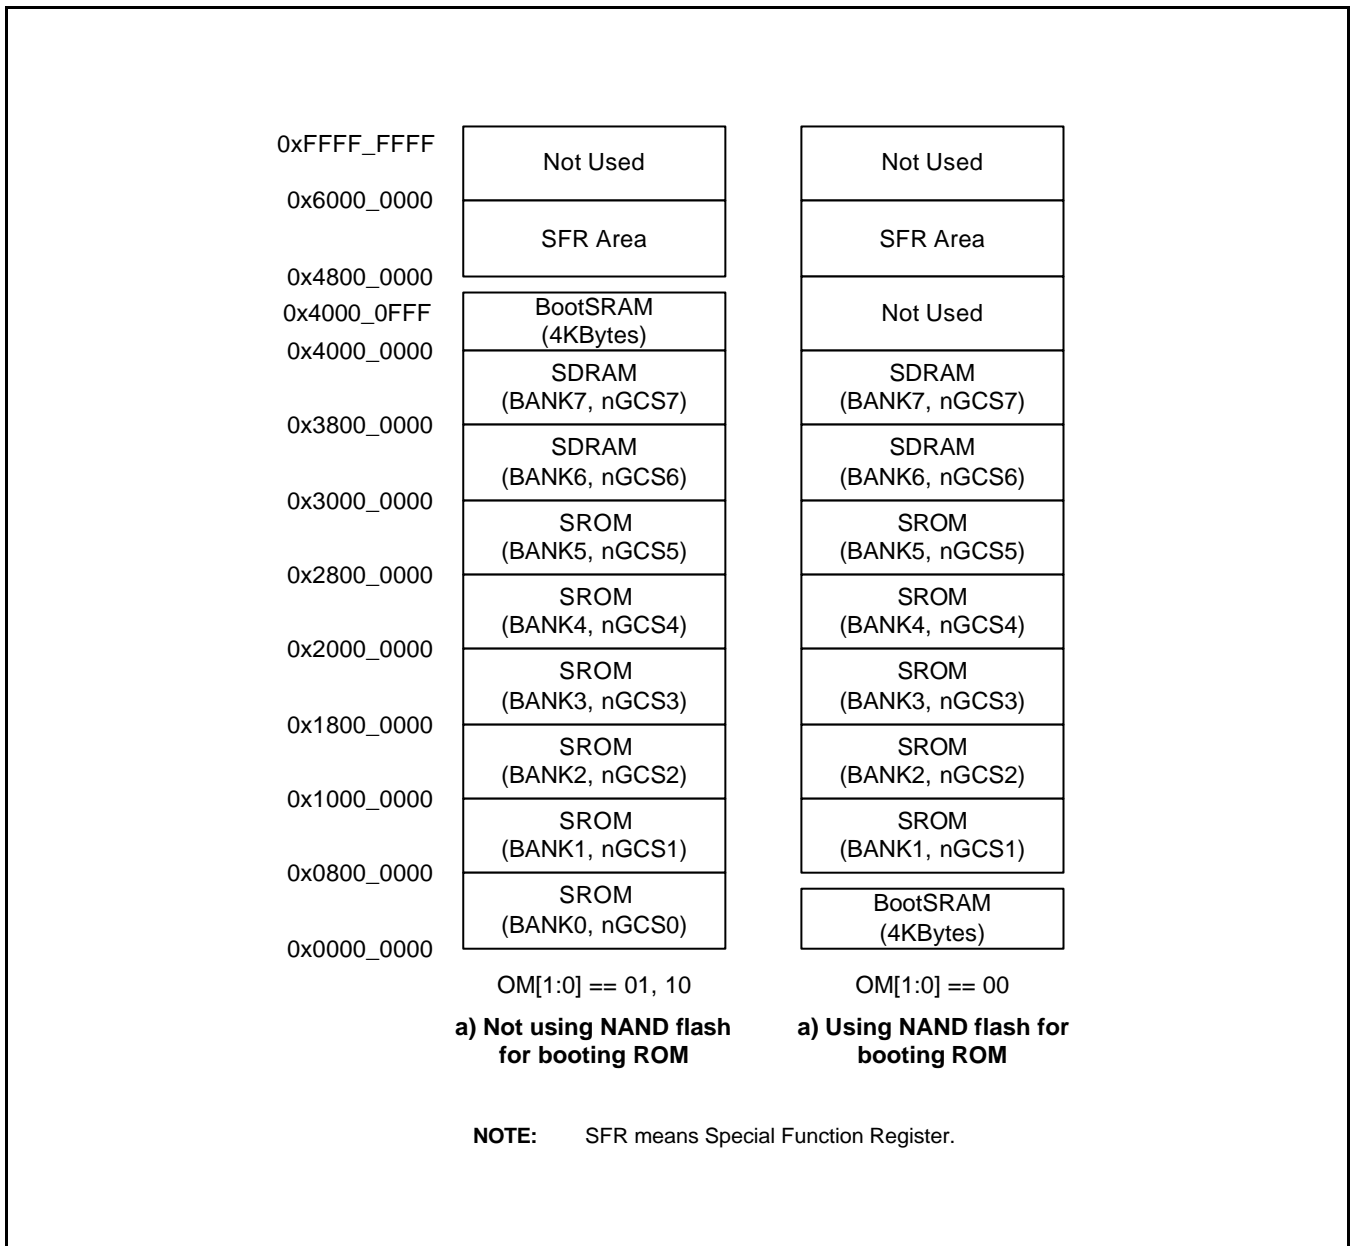 0xFFFF_FFFF
Not Used
Not Used
0x6000_0000
SFR Area
SFR Area
0x4800_0000
BootSRAM
(4KBytes)
0x4000_0FFF
Not Used
0x4000_0000
SDRAM
(BANK7, nGCS7)
SDRAM
(BANK7, nGCS7)
0x3800_0000
SDRAM
(BANK6, nGCS6)
SDRAM
(BANK6, nGCS6)
0x3000_0000
SROM
(BANK5, nGCS5)
SROM
(BANK5, nGCS5)
0x2800_0000
SROM
(BANK4, nGCS4)
SROM
(BANK4, nGCS4)
0x2000_0000
SROM
(BANK3, nGCS3)
SROM
(BANK3, nGCS3)
0x1800_0000
SROM
(BANK2, nGCS2)
SROM
(BANK2, nGCS2)
0x1000_0000
SROM
(BANK1, nGCS1)
SROM
(BANK1, nGCS1)
0x0800_0000
SROM
(BANK0, nGCS0)
BootSRAM
(4KBytes)
0x0000_0000
OM[1:0] == 01, 10
OM[1:0] == 00
a) Not using NAND flash
for booting ROM
a) Using NAND flash for
booting ROM
NOTE: SFR means Special Function Register.